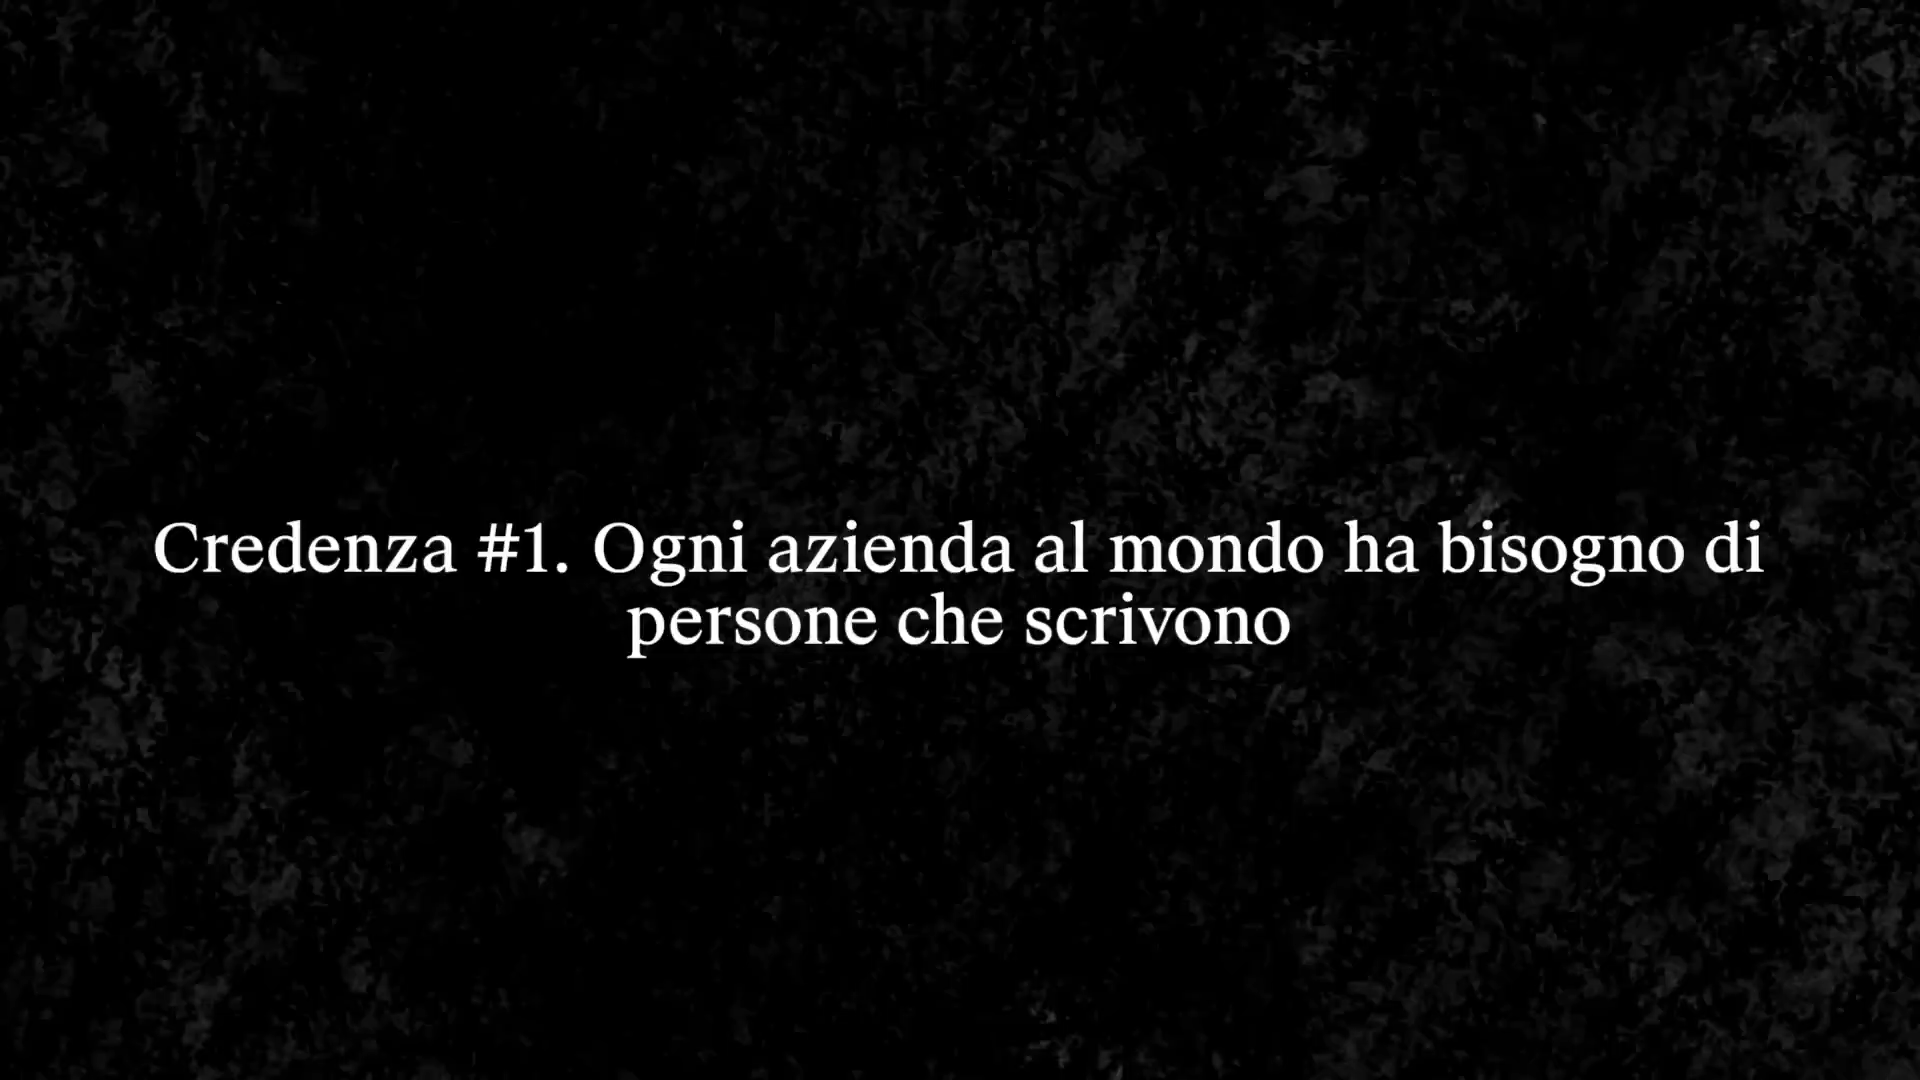 Credenza #1. Ogni azienda al mondo ha bisogno di
persone che scrivono